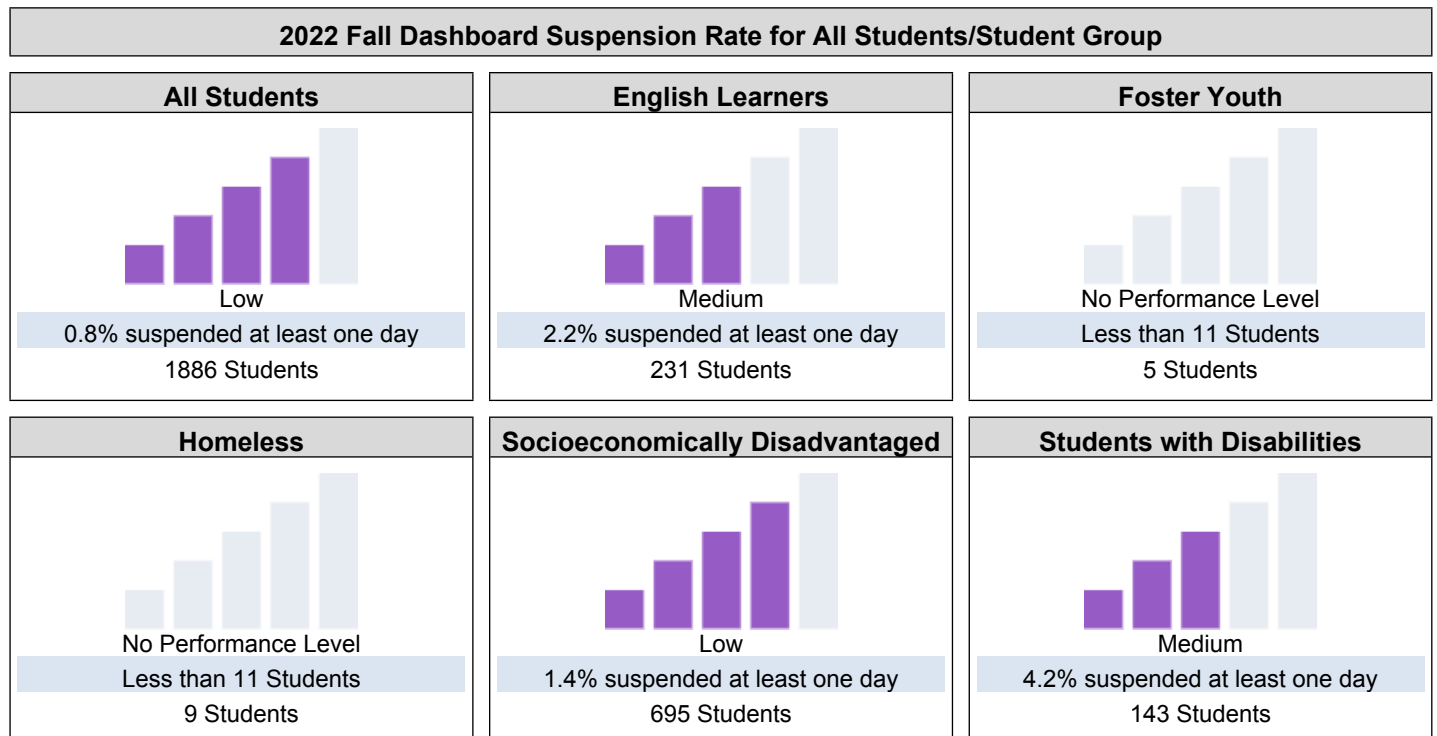 2022 Fall Dashboard Suspension Rate for All Students/Student Group
All Students
Low
0.8% suspended at least one day
1886 Students
English Learners
Medium
2.2% suspended at least one day
231 Students
Foster Youth
No Performance Level
Less than 11 Students
5 Students
Homeless
No Performance Level
Less than 11 Students
9 Students
Socioeconomically Disadvantaged
Low
1.4% suspended at least one day
695 Students
Students with Disabilities
Medium
4.2% suspended at least one day
143 Students